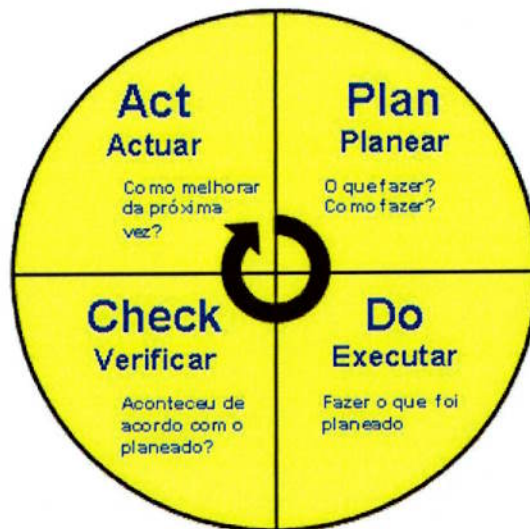 Act
Actuar
Como melhorar
da próxima
vez?
Plan
Planear
O que fazer?
Como fazer?
Check
Verificar
Aconteceu de
acordo com o
planeado?
Do
Executar
Fazer o que foi
planeado